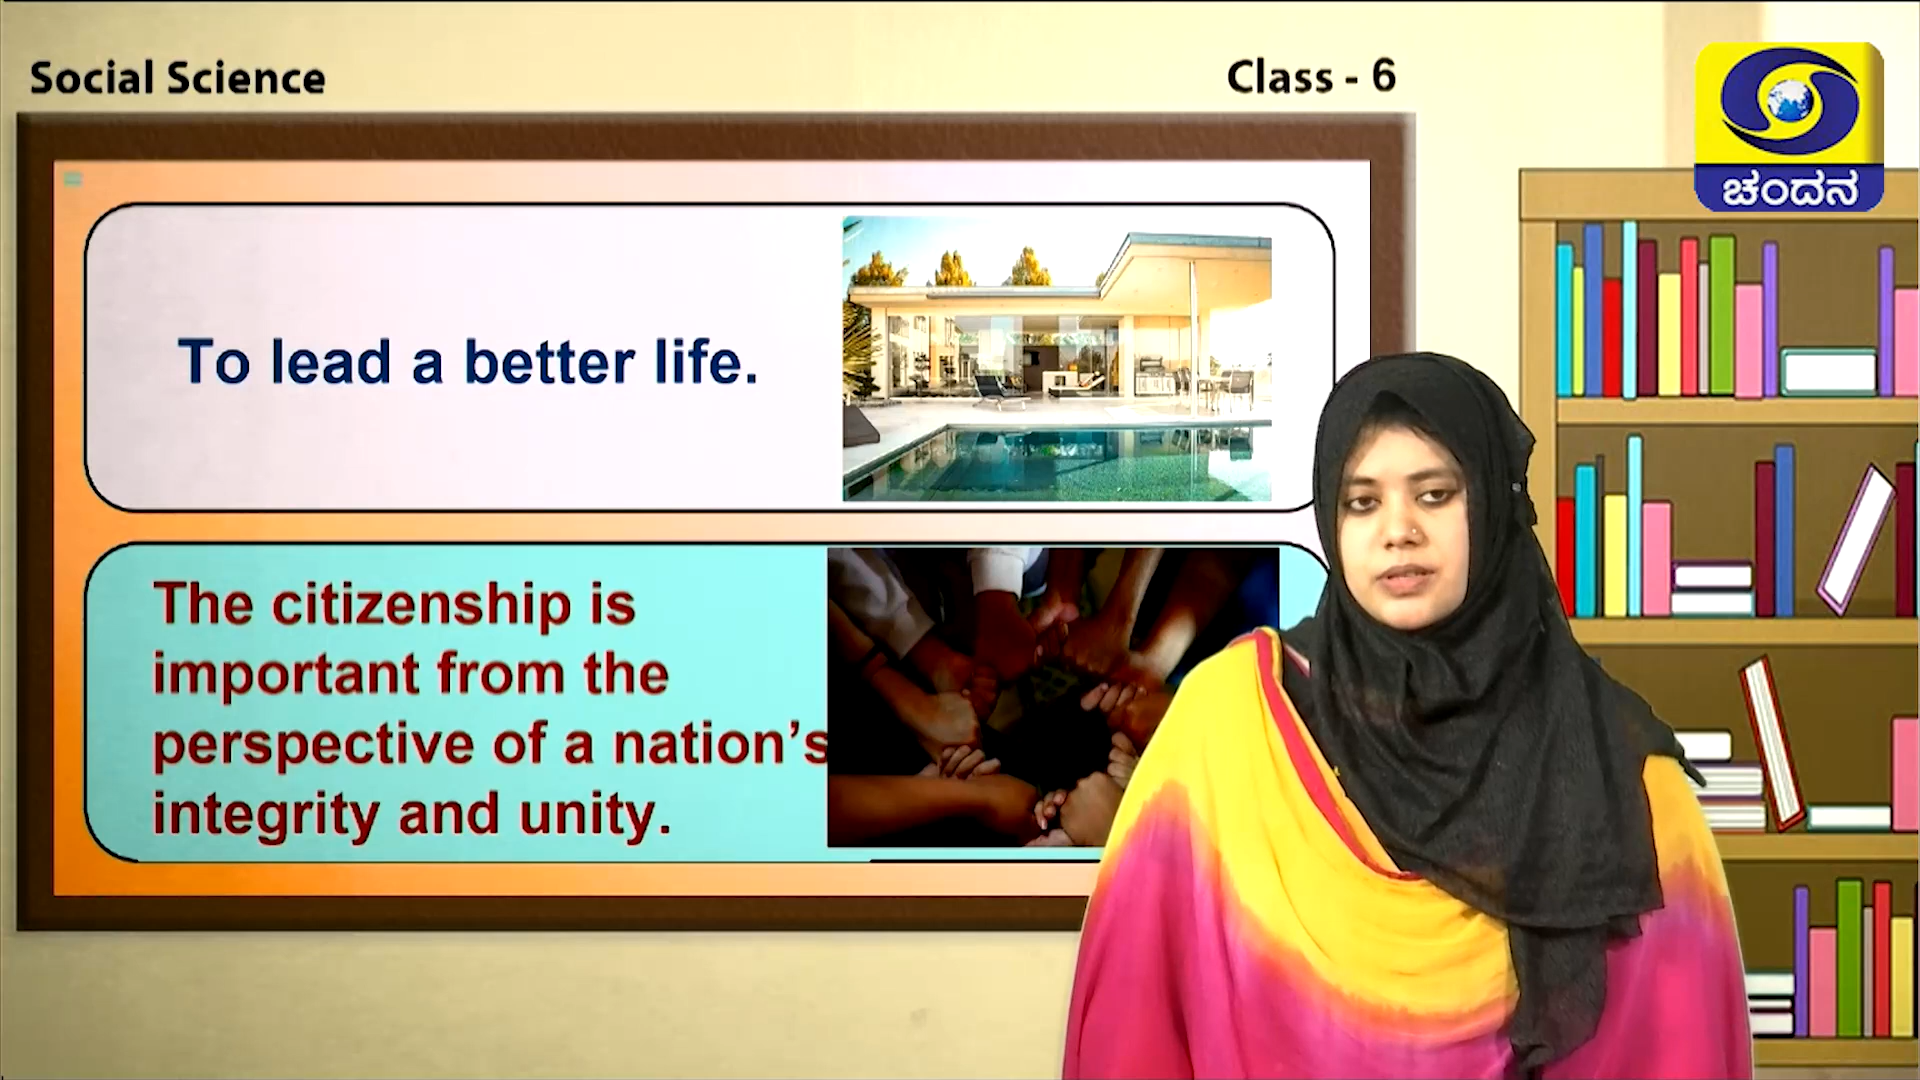 Social Science
Class - 6
ಚಂದನ
To lead a better life.
The citizenship is
important from the
perspective of a nation's
integrity and unity.